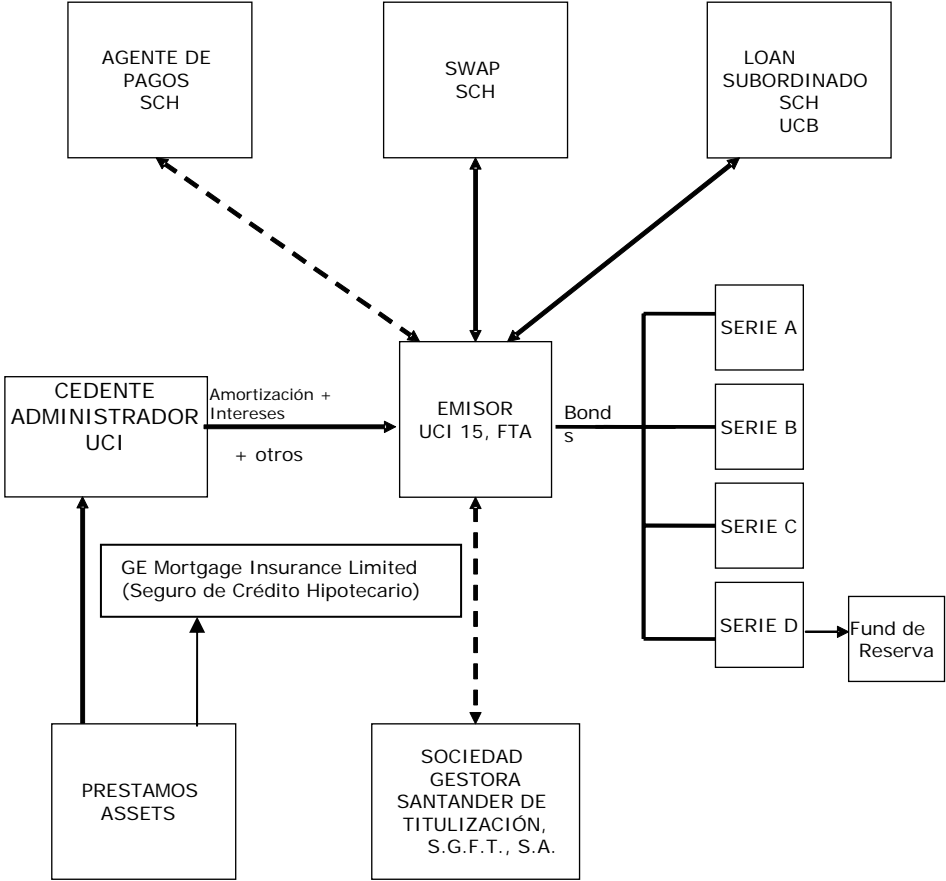 AGENTE DE
PAGOS
SCH
SWAP
SCH
LOAN
SUBORDINADO
SCH
UCB
CEDENTE
ADMINISTRADOR
UCI
Amortización +
Intereses
+ otros
EMISOR
UCI 15, FTA
Bond
s
SERIE A
SERIE B
SERIE C
SERIE D
Fund de
Reserva
GE Mortgage Insurance Limited
(Seguro de Crédito Hipotecario)
PRESTAMOS
ASSETS
SOCIEDAD
GESTORA
SANTANDER DE
TITULIZACIÓN,
S.G.F.T., S.A.